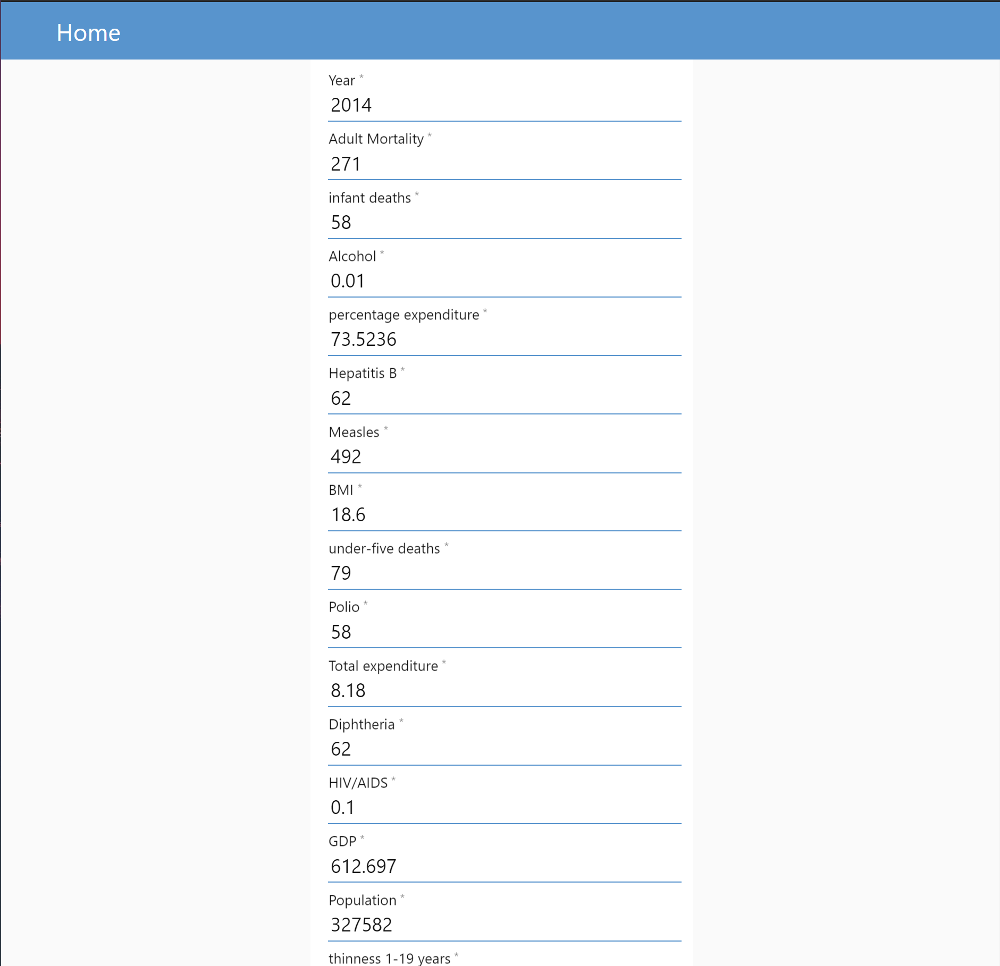 Home
Year *
2014
Adult Mortality *
271
infant deaths *
58
Alcohol *
0.01
percentage expenditure *
73.5236
Hepatitis B *
62
Measles *
492
BMI *
18.6
under-five deaths *
79
Polio *
58
Total expenditure *
8.18
Diphtheria *
62
HIV/AIDS *
0.1
GDP *
612.697
Population *
327582
thinness 1-19 years *